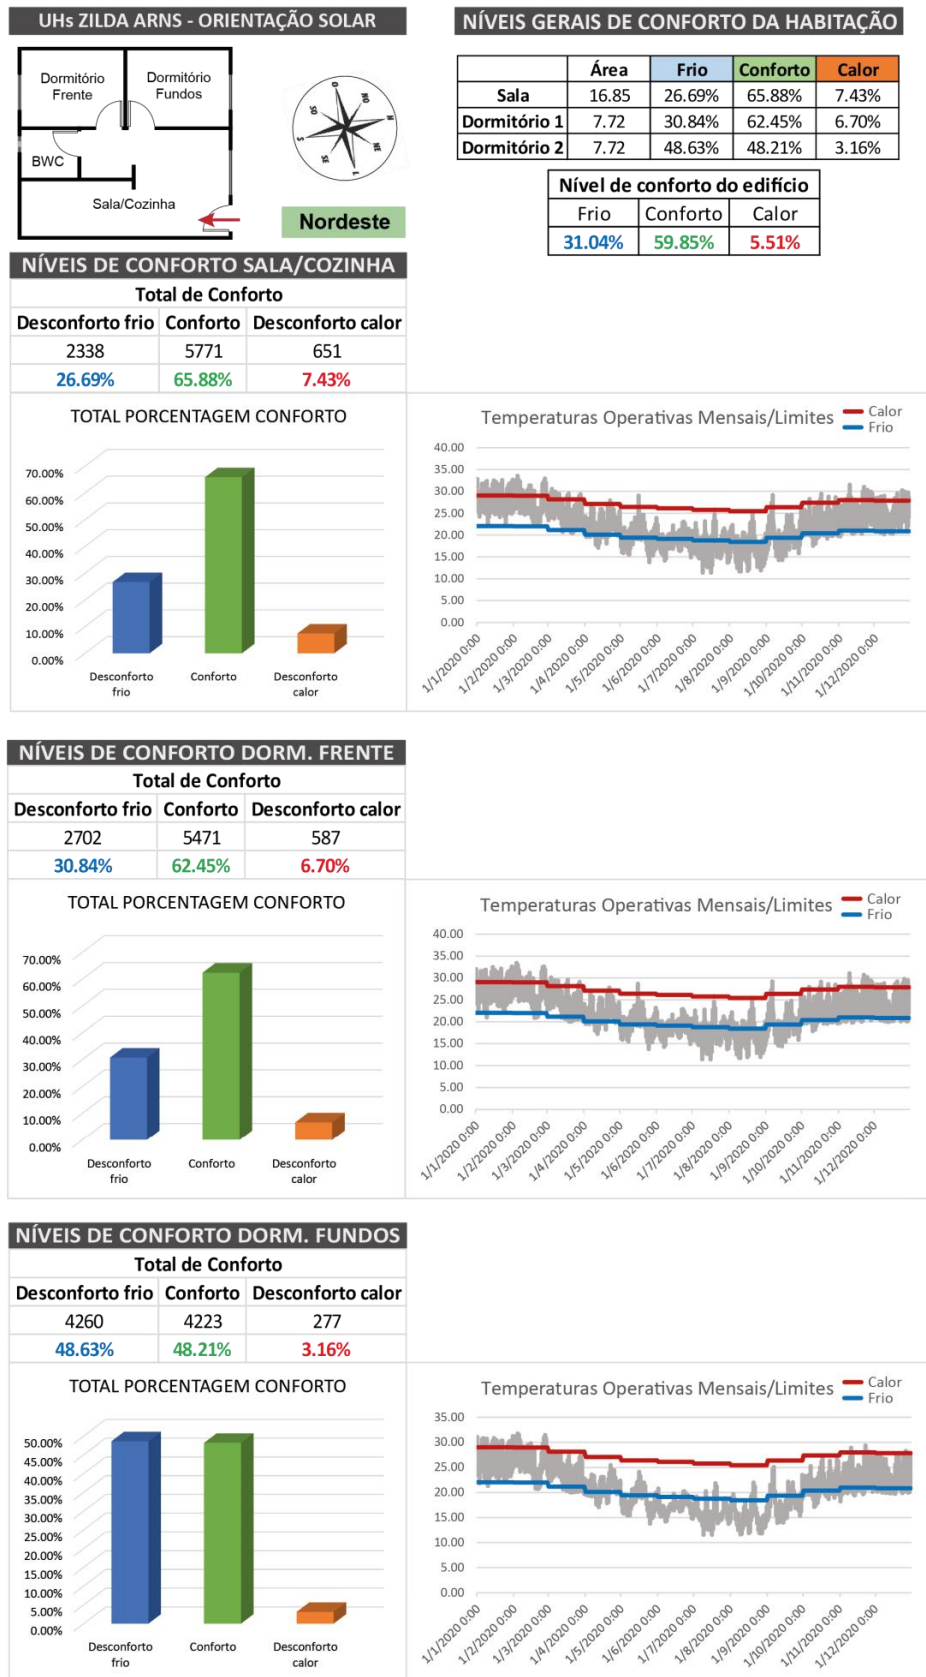 UHs ZILDA ARNS - ORIENTAÇÃO SOLAR
Dormitório
Frente
Dormitório
Fundos
BWC
Sala/Cozinha
O
NO
N
NE
L
SE
S
SO
Nordeste
NÍVEIS GERAIS DE CONFORTO DA HABITAÇÃO
Área Frio Conforto Calor
Sala 16.85 26.69% 65.88% 7.43%
Dormitório 1 7.72 30.84% 62.45% 6.70%
Dormitório 2 7.72 48.63% 48.21% 3.16%
Nível de conforto do edifício
Frio Conforto Calor
31.04% 59.85% 5.51%
NÍVEIS DE CONFORTO SALA/COZINHA
Total de Conforto
Desconforto frio Conforto Desconforto calor
2338 5771 651
26.69% 65.88% 7.43%
TOTAL PORCENTAGEM CONFORTO
70.00%
60.00%
50.00%
40.00%
30.00%
20.00%
10.00%
0.00%
Desconforto
frio
Conforto
Desconforto
calor
Temperaturas Operativas Mensais/Limites
Calor
Frio
40.00
35.00
30.00
25.00
20.00
15.00
10.00
5.00
0.00
1/1/2020 0:00
1/2/2020 0:00
1/3/2020 0:00
1/4/2020 0:00
1/5/2020 0:00
1/6/2020 0:00
1/7/2020 0:00
1/8/2020 0:00
1/9/2020 0:00
1/10/2020 0:00
1/11/2020 0:00
1/12/2020 0:00
NÍVEIS DE CONFORTO DORM. FRENTE
Total de Conforto
Desconforto frio Conforto Desconforto calor
2702 5471 587
30.84% 62.45% 6.70%
TOTAL PORCENTAGEM CONFORTO
70.00%
60.00%
50.00%
40.00%
30.00%
20.00%
10.00%
0.00%
Desconforto
frio
Conforto
Desconforto
calor
Temperaturas Operativas Mensais/Limites
Calor
Frio
40.00
35.00
30.00
25.00
20.00
15.00
10.00
5.00
0.00
1/1/2020 0:00
1/2/2020 0:00
1/3/2020 0:00
1/4/2020 0:00
1/5/2020 0:00
1/6/2020 0:00
1/7/2020 0:00
1/8/2020 0:00
1/9/2020 0:00
1/10/2020 0:00
1/11/2020 0:00
1/12/2020 0:00
NÍVEIS DE CONFORTO DORM. FUNDOS
Total de Conforto
Desconforto frio Conforto Desconforto calor
4260 4223 277
48.63% 48.21% 3.16%
TOTAL PORCENTAGEM CONFORTO
50.00%
45.00%
40.00%
35.00%
30.00%
25.00%
20.00%
15.00%
10.00%
5.00%
0.00%
Desconforto
frio
Conforto
Desconforto
calor
Temperaturas Operativas Mensais/Limites
Calor
Frio
35.00
30.00
25.00
20.00
15.00
10.00
5.00
0.00
1/1/2020 0:00
1/2/2020 0:00
1/3/2020 0:00
1/4/2020 0:00
1/5/2020 0:00
1/6/2020 0:00
1/7/2020 0:00
1/8/2020 0:00
1/9/2020 0:00
1/10/2020 0:00
1/11/2020 0:00
1/12/2020 0:00